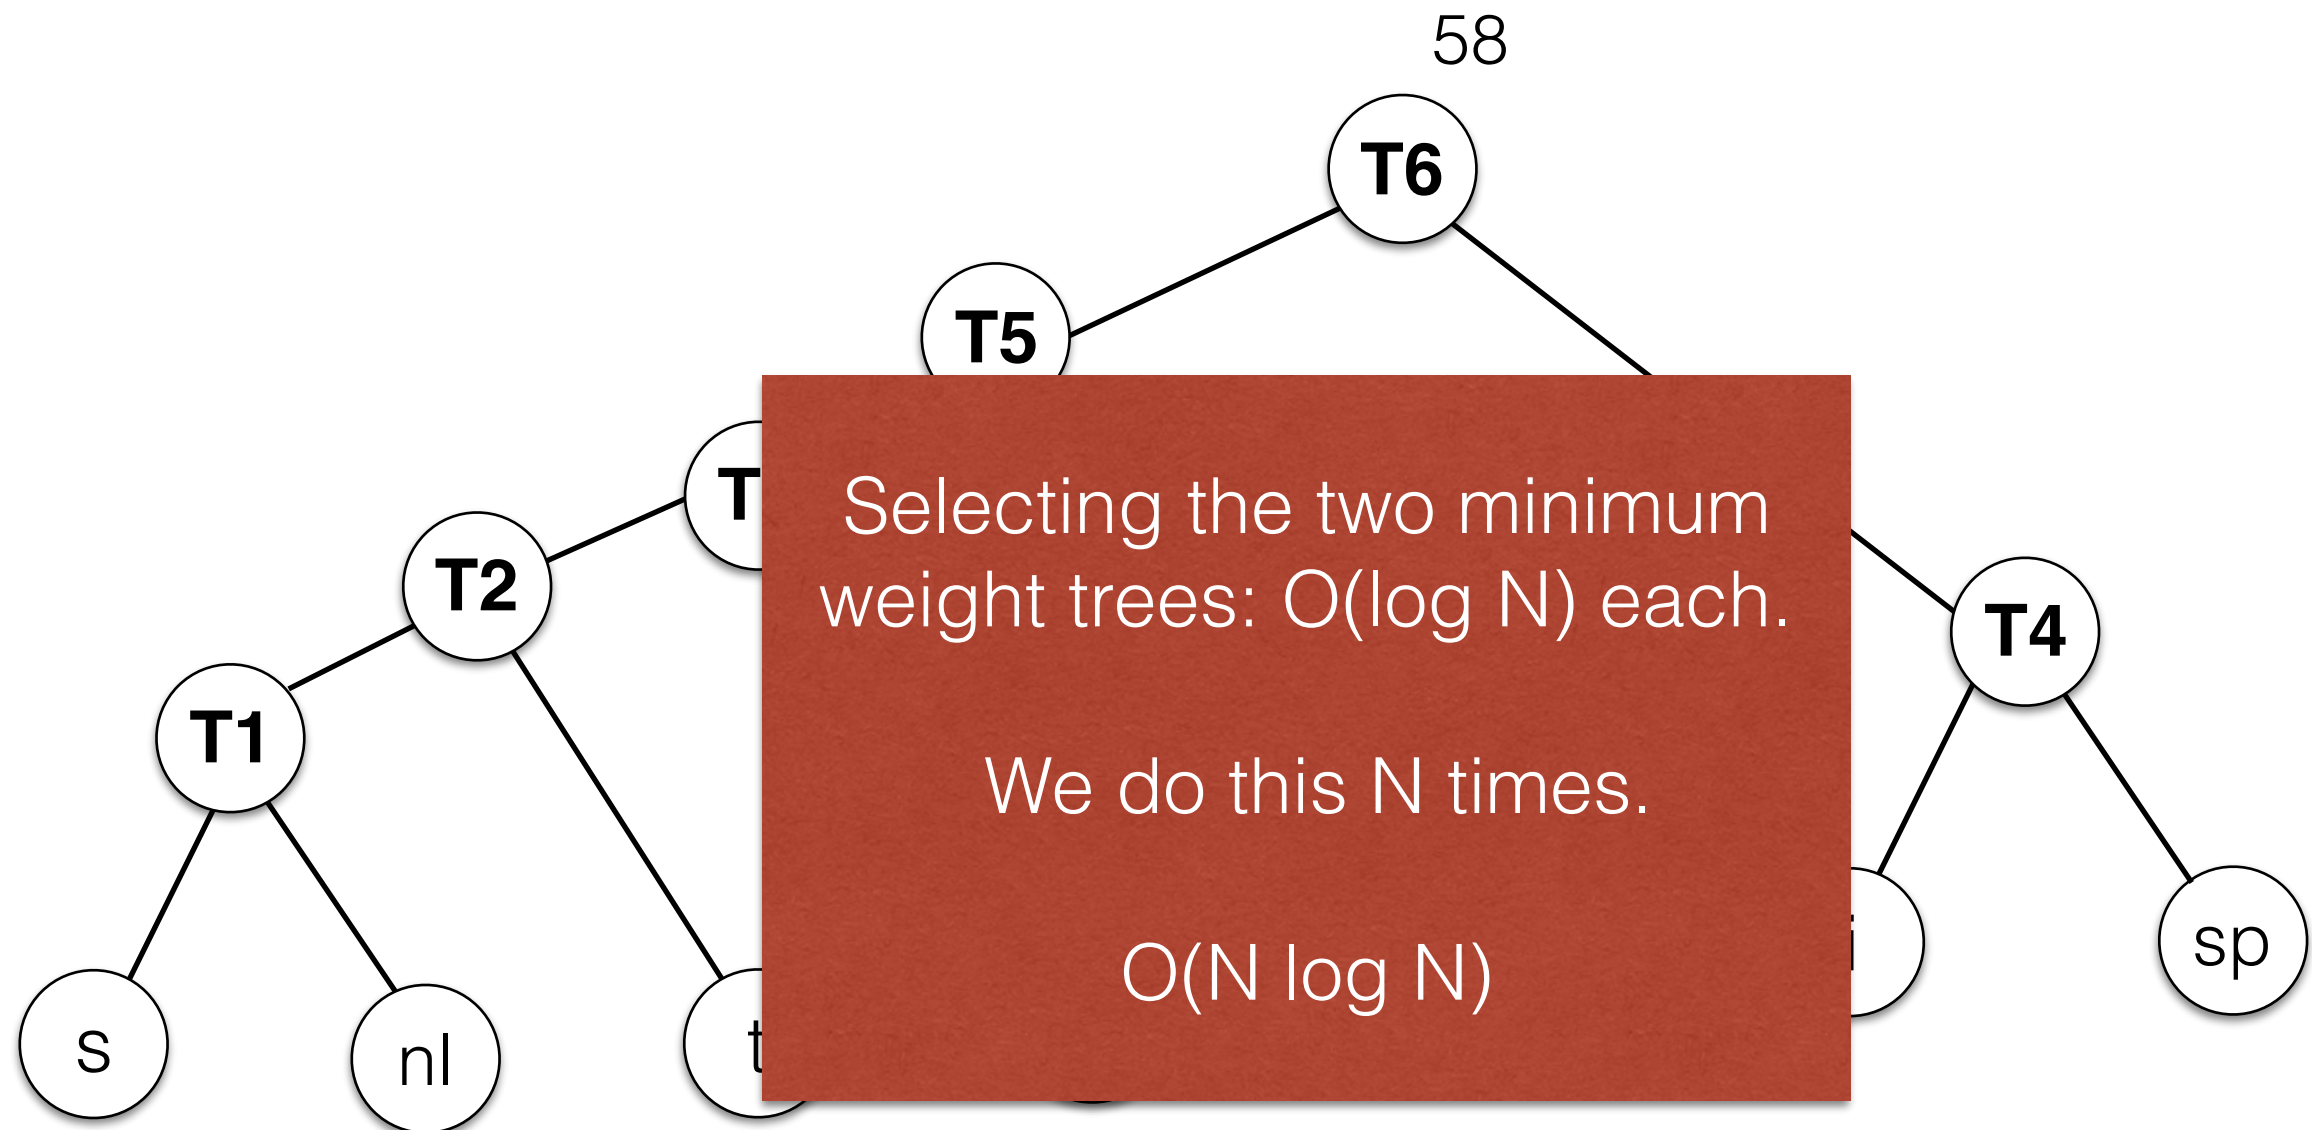 58
T6
T5
T2
T4
T1
Selecting the two minimum
weight trees: O(log N) each.
We do this N times.
O(N log N)
sp
s
nl